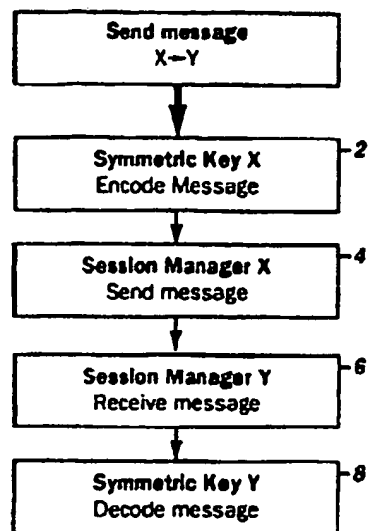 Send message
X→Y
Symmetric Key X
Encode Message
2
Session Manager X
Send message
4
Session Manager Y
Receive message
6
Symmetric Key Y
Decode message
8